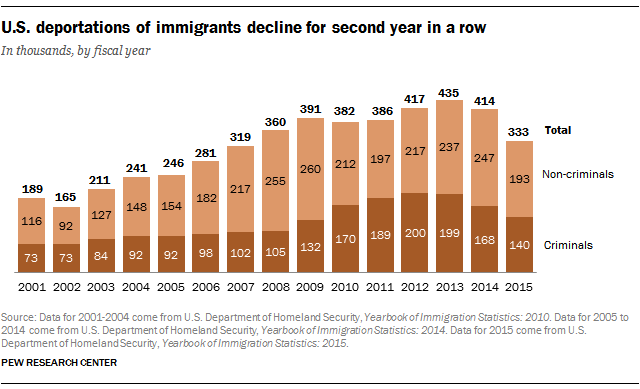 U.S. deportations of immigrants decline for second year in a row
In thousands, by fiscal year
189 165 211 241 246 281 319 360 391 382 386 417 435 414 333 Total
116 92 127 148 154 182 217 255 260 212 197 217 237 247 193 Non-criminals
73 73 84 92 92 98 102 105 132 170 189 200 199 168 140 Criminals
2001 2002 2003 2004 2005 2006 2007 2008 2009 2010 2011 2012 2013 2014 2015
Source: Data for 2001-2004 come from U.S. Department of Homeland Security, Yearbook of Immigration Statistics: 2010. Data for 2005 to
2014 come from U.S. Department of Homeland Security, Yearbook of Immigration Statistics: 2014. Data for 2015 come from U.S.
Department of Homeland Security, Yearbook of Immigration Statistics: 2015.
PEW RESEARCH CENTER